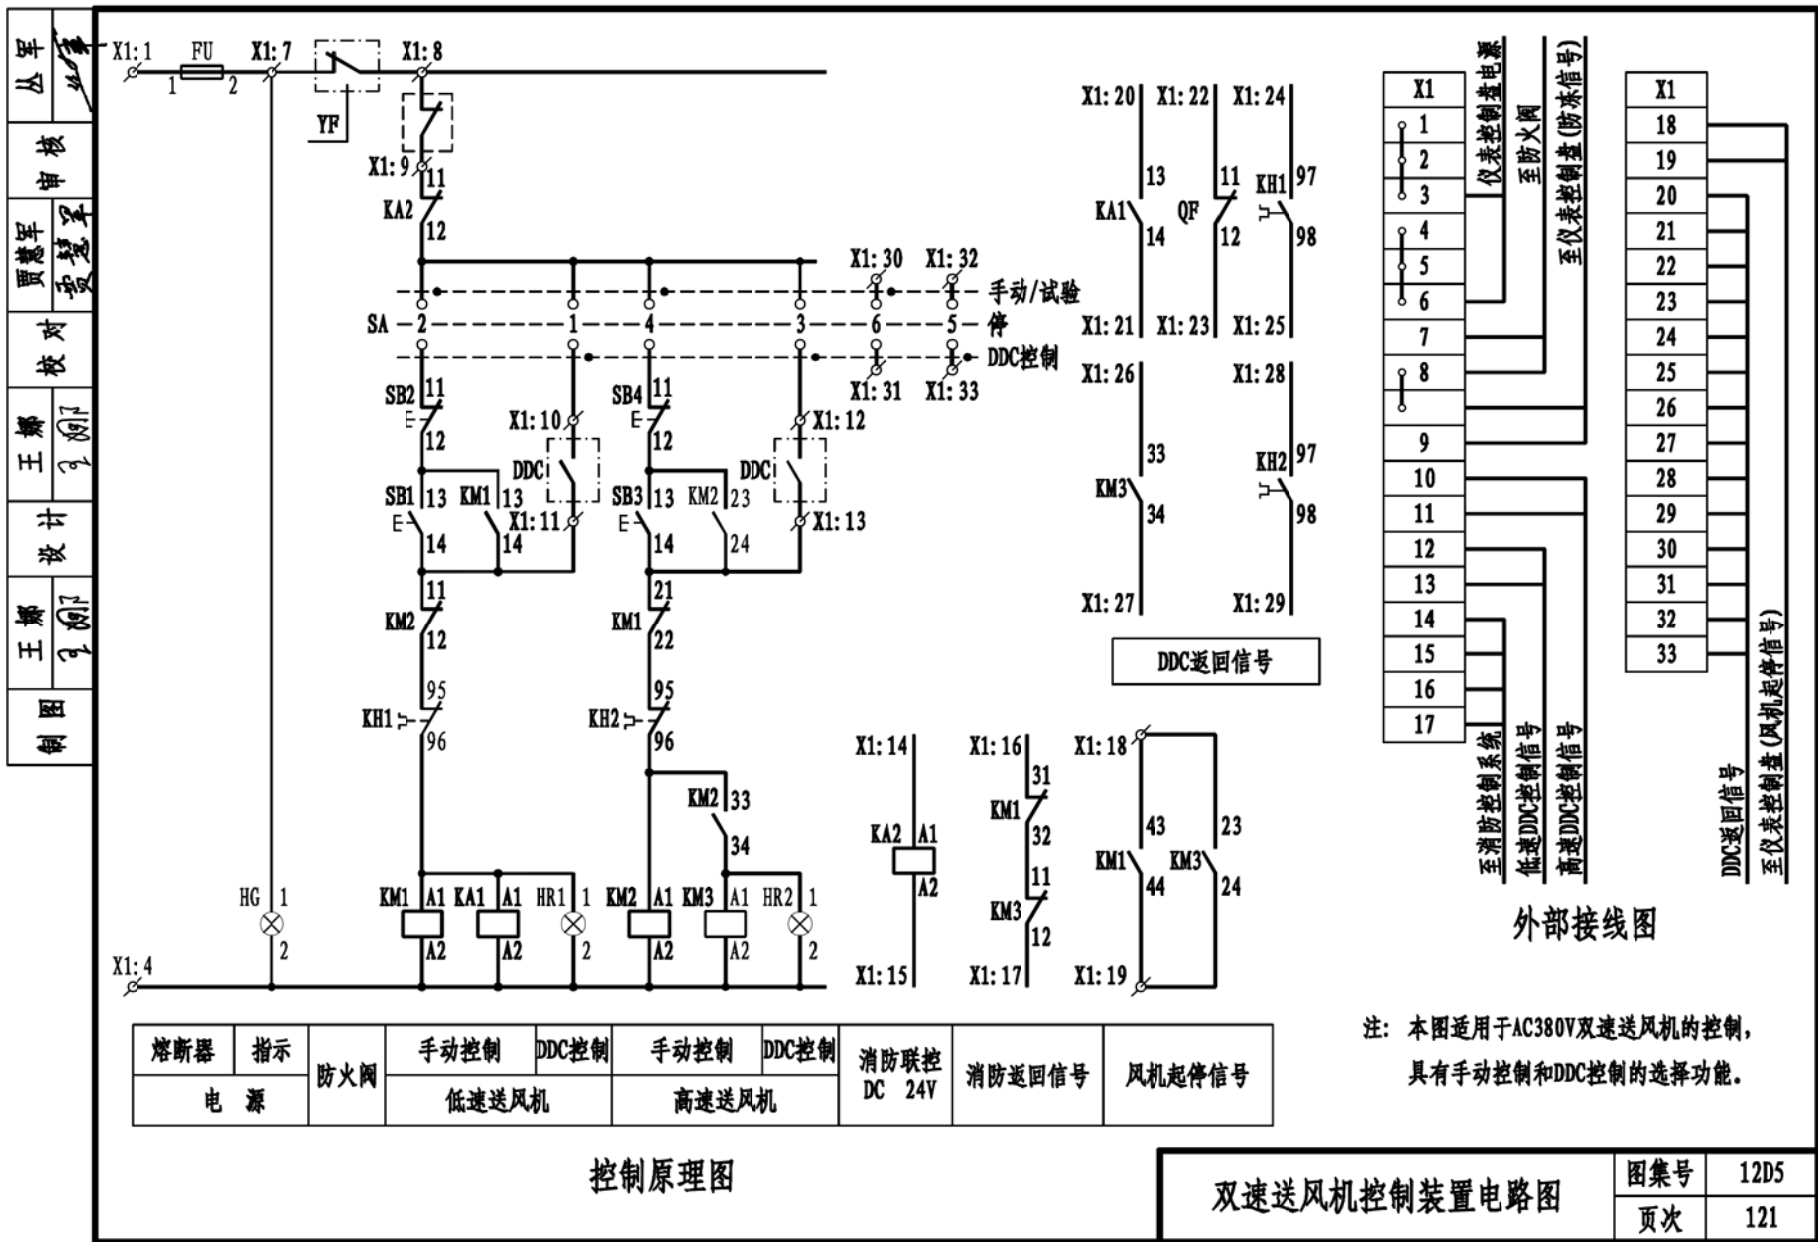 丛 军
审 核
贾慧军
校 对
王 娜
设 计
王 娜
制 图
X1:1
FU
1
2
X1:7
X1:8
YF
X1:9
11
KA2
12
SA
2
1
4
3
6
5
X1:30
X1:32
手动/试验
停
DDC控制
X1:31
X1:33
SB2
11
12
X1:10
DDC
X1:11
SB4
11
12
X1:12
DDC
X1:13
SB1
13
14
KM1
13
14
SB3
13
14
KM2
23
24
KM2
11
12
KM1
21
22
KH1
95
96
KH2
95
96
KM2
33
34
HG
1
2
KM1
A1
A2
KA1
A1
A2
HR1
1
2
KM2
A1
A2
KM3
A1
A2
HR2
1
2
X1:4
X1:20
X1:22
X1:24
13
KA1
14
11
QF
12
97
KH1
98
X1:21
X1:23
X1:25
X1:26
X1:28
33
KM3
34
97
KH2
98
X1:27
X1:29
DDC返回信号
X1:14
KA2
A1
A2
X1:15
X1:16
31
KM1
32
11
KM3
12
X1:17
X1:18
43
KM1
44
23
KM3
24
X1:19
X1
1
2
3
4
5
6
7
8
9
10
11
12
13
14
15
16
17
仪表控制盘电源
至防火阀
至仪表控制盘(防冻信号)
至消防控制系统
低速DDC控制信号
高速DDC控制信号
X1
18
19
20
21
22
23
24
25
26
27
28
29
30
31
32
33
DDC返回信号
至仪表控制盘(风机起停信号)
外部接线图
熔断器
指示
电 源
防火阀
手动控制
DDC控制
低速送风机
手动控制
DDC控制
高速送风机
消防联控
DC 24V
消防返回信号
风机起停信号
注: 本图适用于AC380V双速送风机的控制,
具有手动控制和DDC控制的选择功能。
控制原理图
双速送风机控制装置电路图
图集号
12D5
页次
121